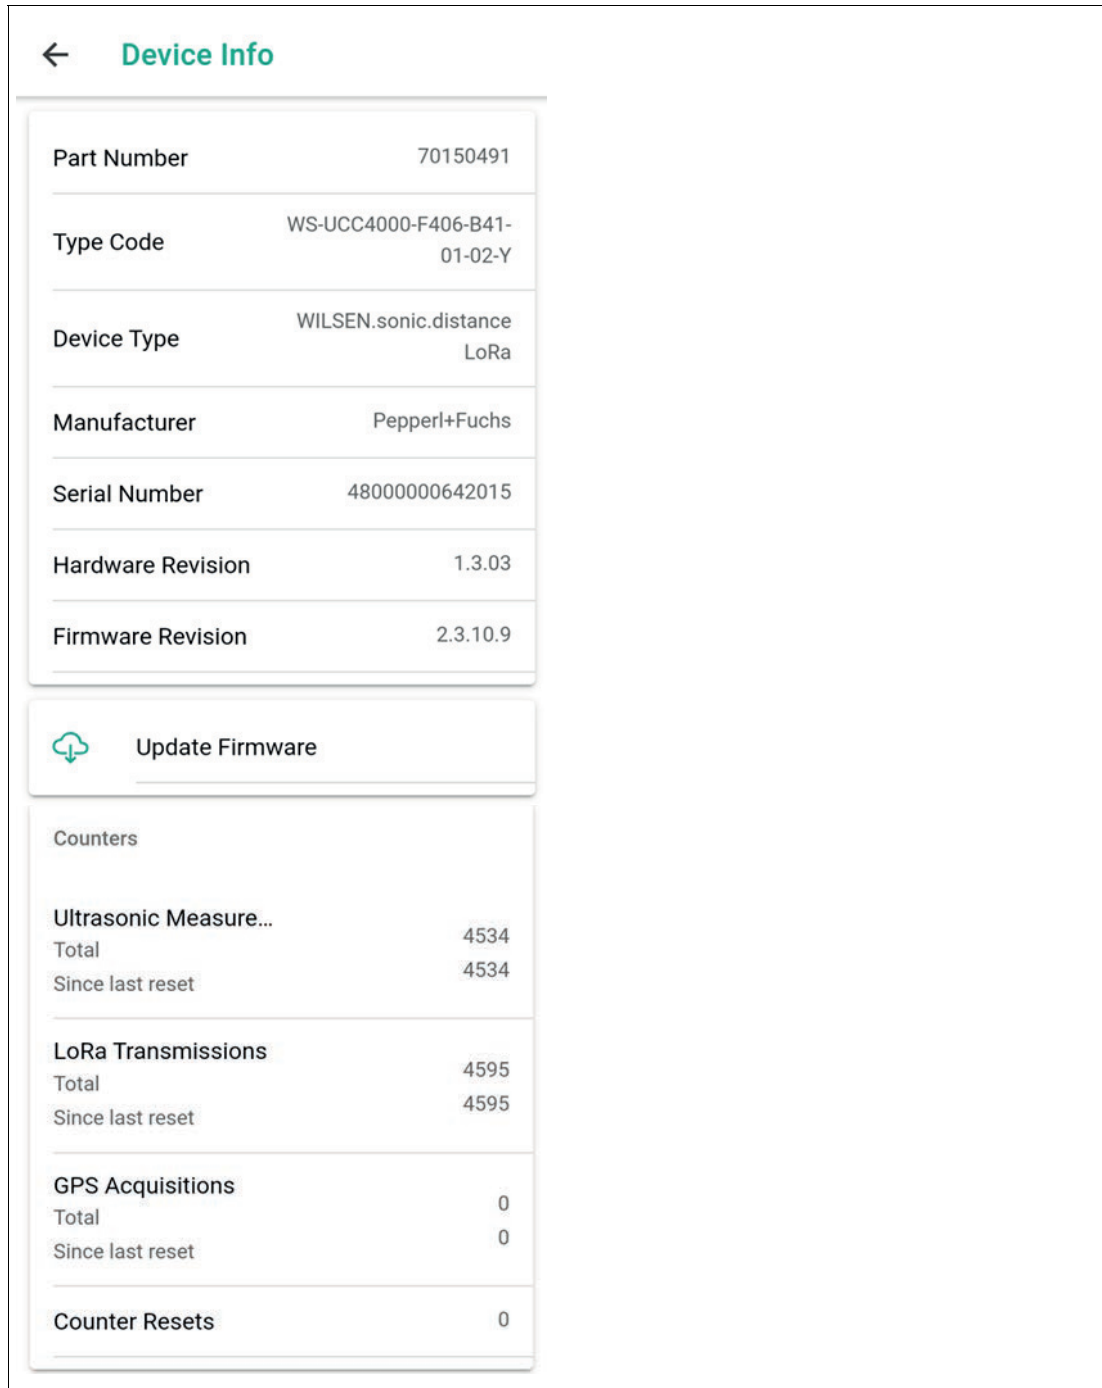 Device Info
Part Number 70150491
Type Code WS-UCC4000-F406-B41-
01-02-Y
Device Type WILSEN.sonic.distance
LoRa
Manufacturer Pepperl+Fuchs
Serial Number 48000000642015
Hardware Revision 1.3.03
Firmware Revision 2.3.10.9
Update Firmware
Counters
Ultrasonic Measure...
Total 4534
Since last reset 4534
LoRa Transmissions
Total 4595
Since last reset 4595
GPS Acquisitions
Total 0
Since last reset 0
Counter Resets 0